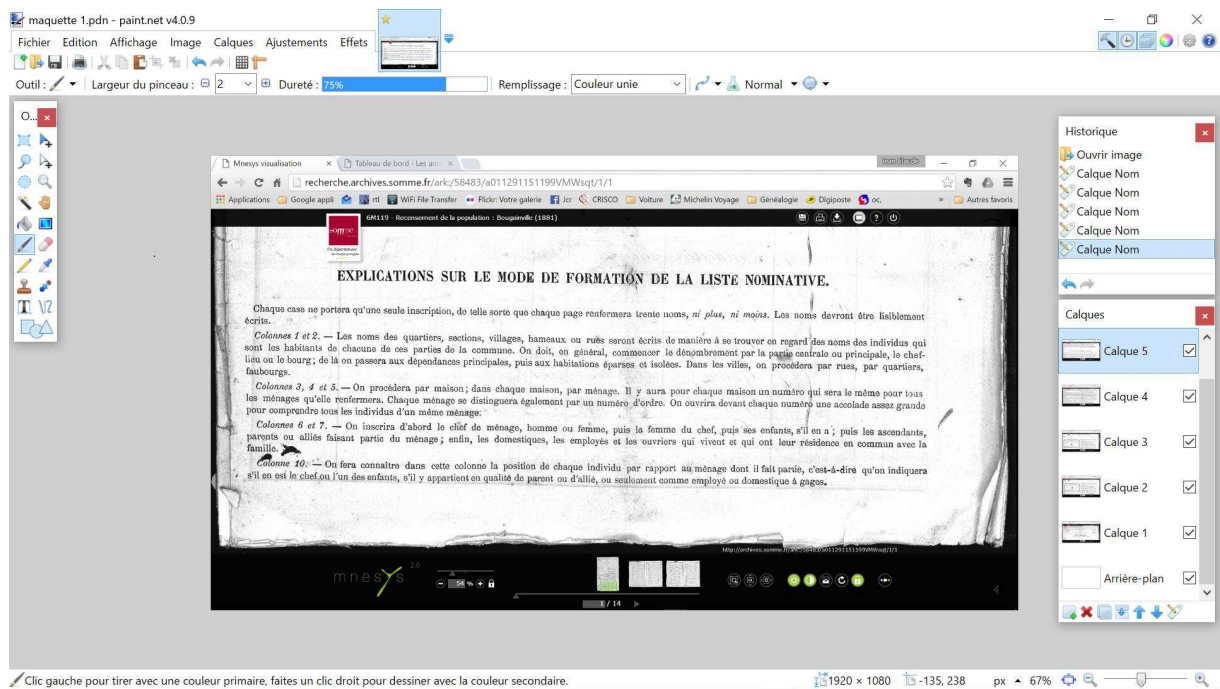 maquette 1.pdn - paint.net v4.0.9
Fichier Edition Affichage Image Calques Ajustements Effets
Outil : Largeur du pinceau : 2 Dureté : 75% Remplissage : Couleur unie Normal
O...
Mnesys visualisation
Tableau de bord - Les am
Jean Claude
recherche.archives.somme.fr/ark:/58483/a011291151199VMWsqt/1/1
Applications Google appli rtl WiFi File Transfer Flickr: Votre galerie Jcr CRISCO Voiture Michelin Voyage Généalogie Digiposte oc, » Autres favoris
6M119 - Recensement de la population : Bougainville (1881)
somme
EXPLICATIONS SUR LE MODE DE FORMATION DE LA LISTE NOMINATIVE.
Chaque case ne portera qu'une seule inscription, de telle sorte que chaque page renfermera trente noms, ni plus, ni moins. Les noms devront être lisiblement
écrits.
Colonnes 1 et 2. — Les noms des quartiers, sections, villages, hameaux ou rues seront écrits de manière à se trouver en regard des noms des individus qui
sont les habitants de chacune de ces parties de la commune. On doit, en général, commencer le dénombrement par la partie centrale ou principale, le chef-
lieu ou le bourg; de là on passera aux dépendances principales, puis aux habitations éparses et isolées. Dans les villes, on procédera par rues, par quartiers,
faubourgs.
Colonnes 3, 4 et 5. — On procédera par maison; dans chaque maison, par ménage. Il y aura pour chaque maison un numéro qui sera le même pour tous
les ménages qu'elle renfermera. Chaque ménage se distinguera également par un numéro d'ordre. On ouvrira devant chaque numéro une accolade assez grande
pour comprendre tous les individus d'un même ménage.
Colonnes 6 et 7. — On inscrira d'abord le chef de ménage, homme ou femme, puis la femme du chef, puis ses enfants, s'il en a; puis les ascendants,
parents ou alliés faisant partie du ménage; enfin, les domestiques, les employés et les ouvriers qui vivent et qui ont leur résidence en commun avec la
famille.
Colonne 10. — On fera connaître dans cette colonne la position de chaque individu par rapport au ménage dont il fait partie, c'est-à-dire qu'on indiquera
s'il en est le chef ou l'un des enfants, s'il y appartient en qualité de parent ou d'allié, ou seulement comme employé ou domestique à gages.
http://archives.somme.fr/ark:/58483/a011291151199VMWsqt/1/1
mnesys 2.0
54 %
1 / 14
Historique
Ouvrir image
Calque Nom
Calque Nom
Calque Nom
Calque Nom
Calque Nom
Calques
Calque 5
Calque 4
Calque 3
Calque 2
Calque 1
Arrière-plan
Clic gauche pour tirer avec une couleur primaire, faites un clic droit pour dessiner avec la couleur secondaire. 1920 × 1080 -135, 238 px 67%